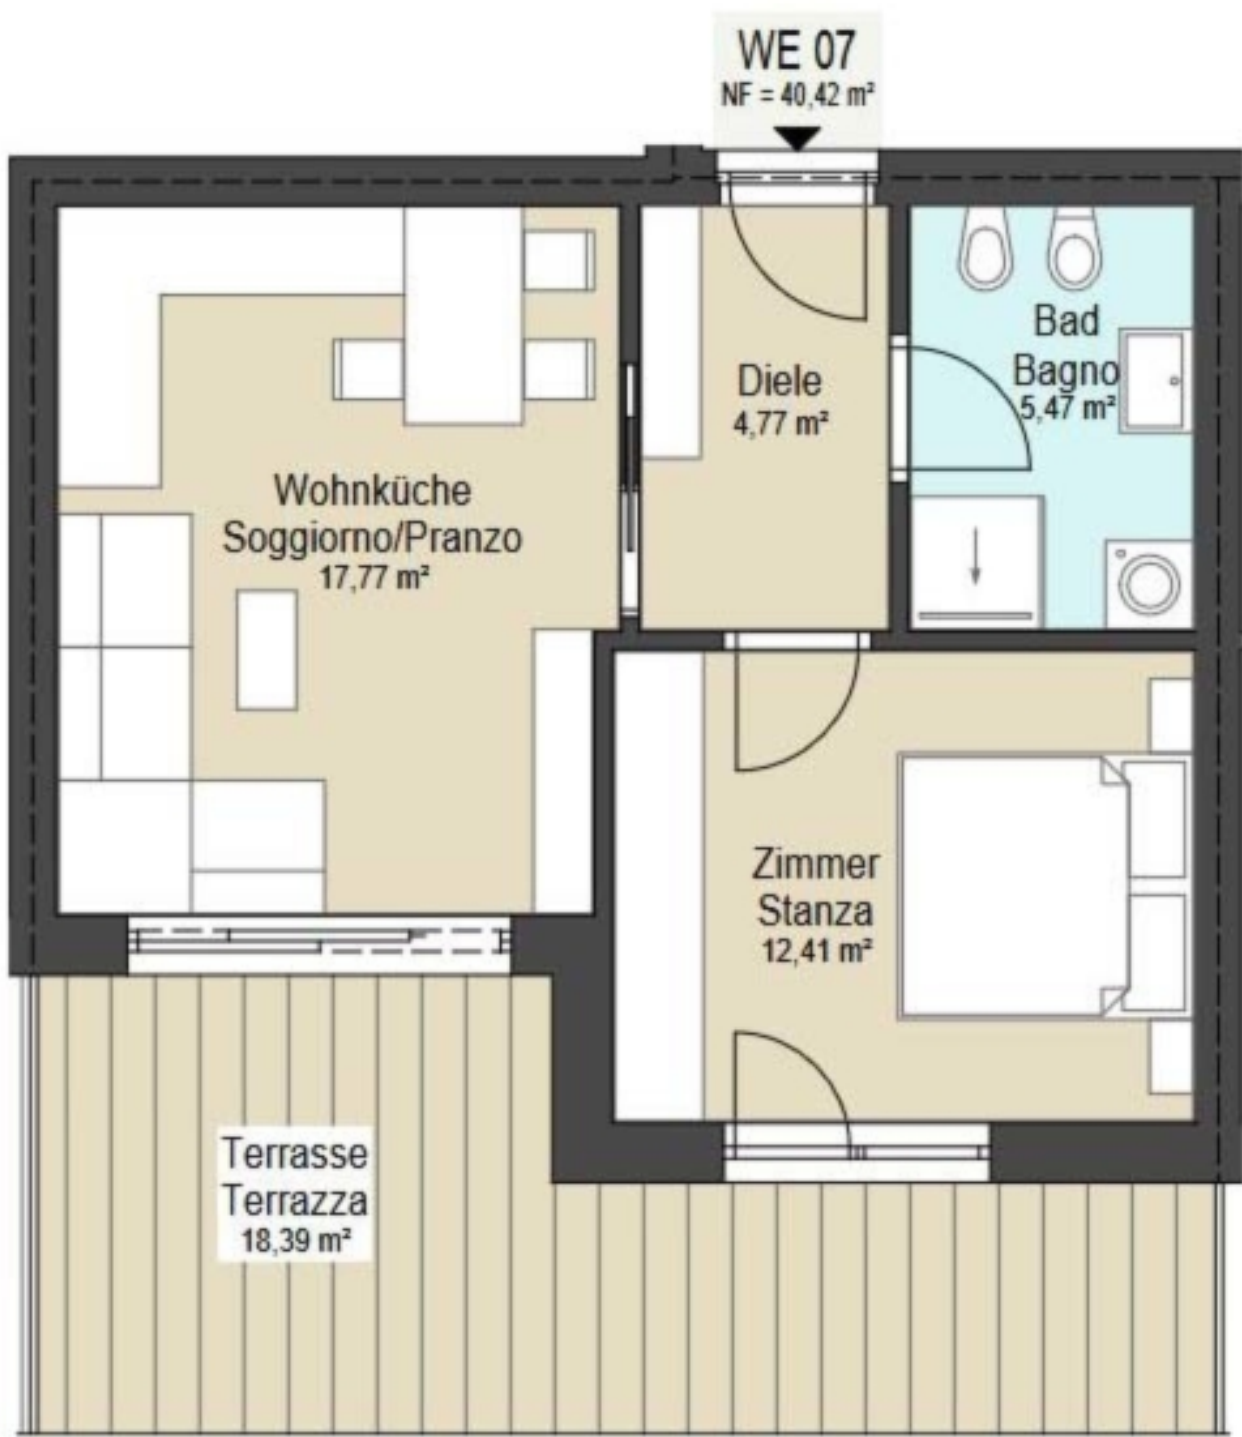 WE 07
NF = 40,42 m²
Bad
Bagno
5,47 m²
Diele
4,77 m²
Wohnküche
Soggiorno/Pranzo
17,77 m²
Zimmer
Stanza
12,41 m²
Terrasse
Terrazza
18,39 m²